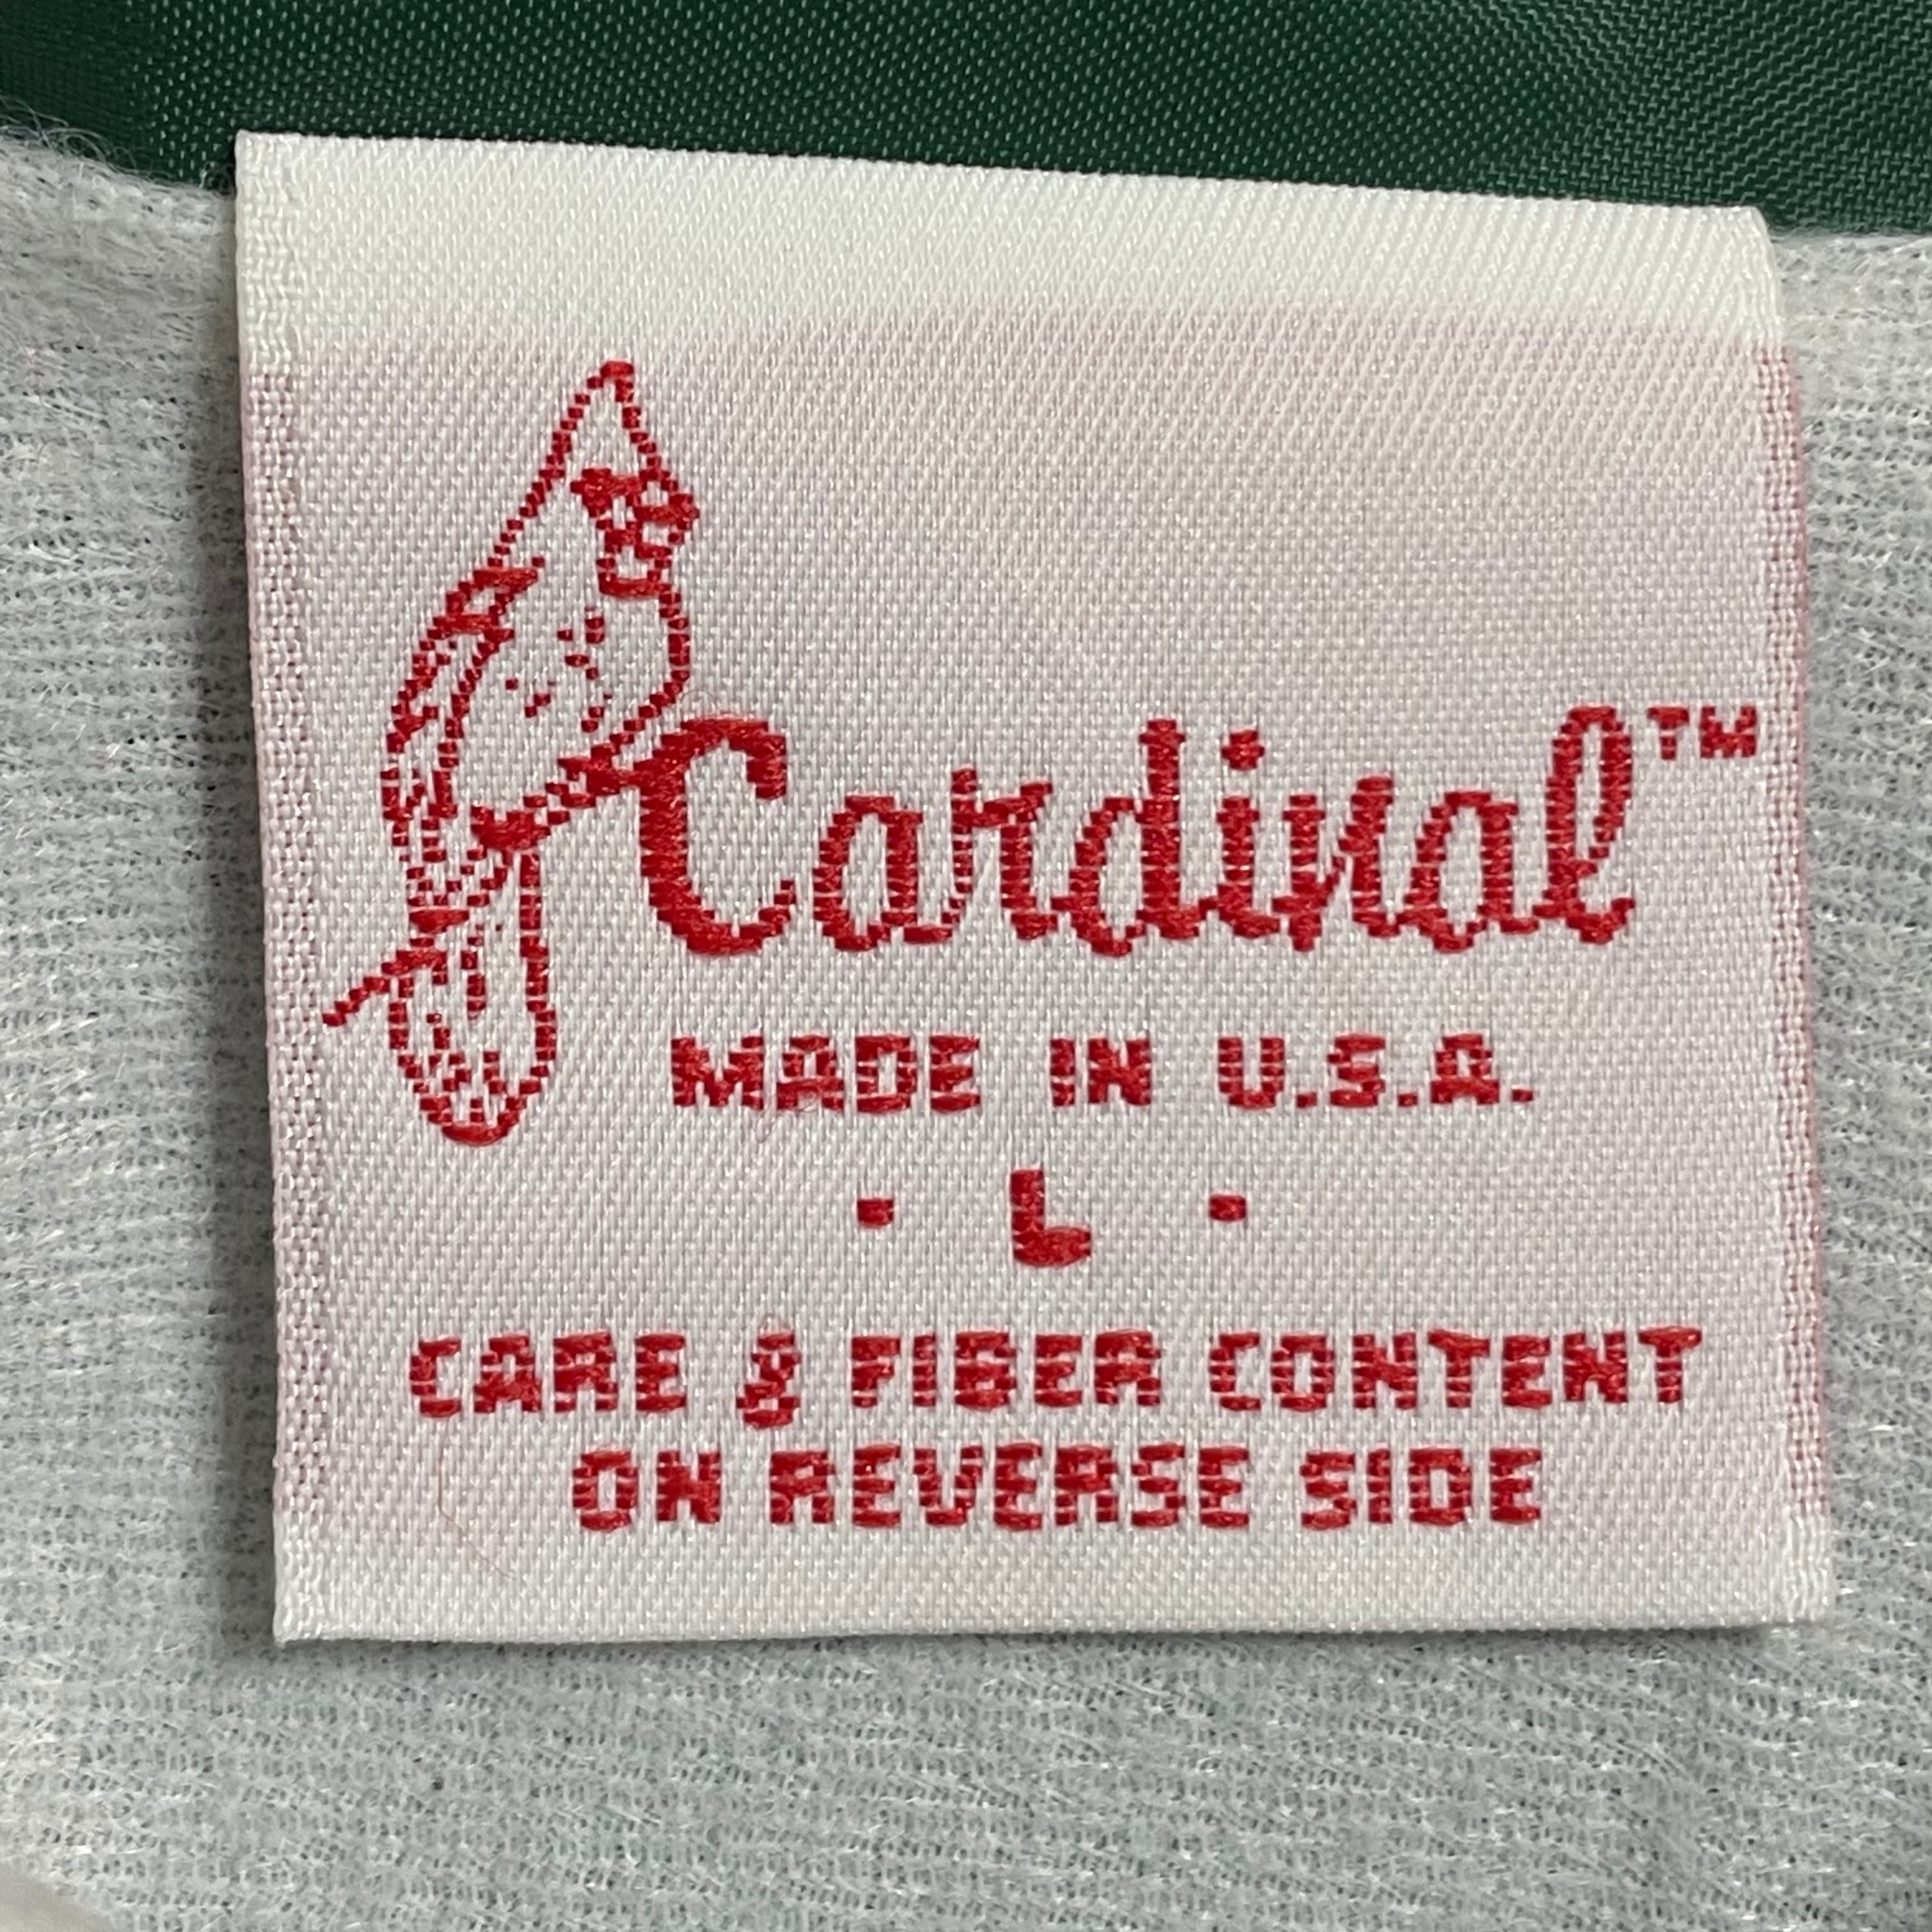 Cardinal™
MADE IN U.S.A.
- L -
CARE & FIBER CONTENT
ON REVERSE SIDE